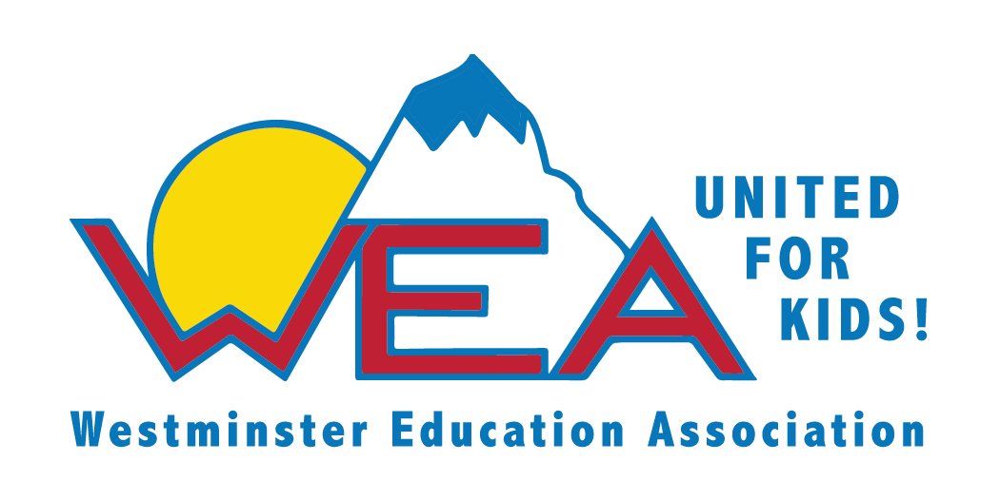 WEA
UNITED
FOR
KIDS!
Westminster Education Association